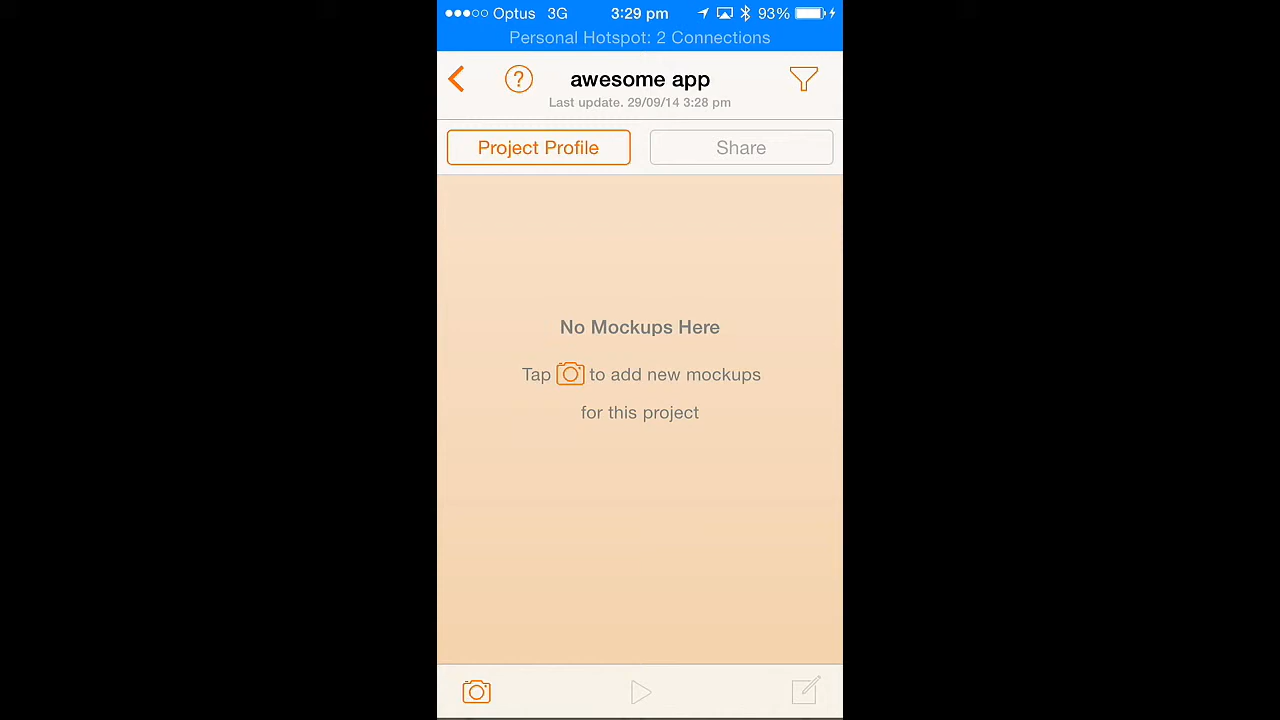 Optus 3G 3:29 pm 93%
Personal Hotspot: 2 Connections
? awesome app
Last update. 29/09/14 3:28 pm
Project Profile Share
No Mockups Here
Tap to add new mockups
for this project